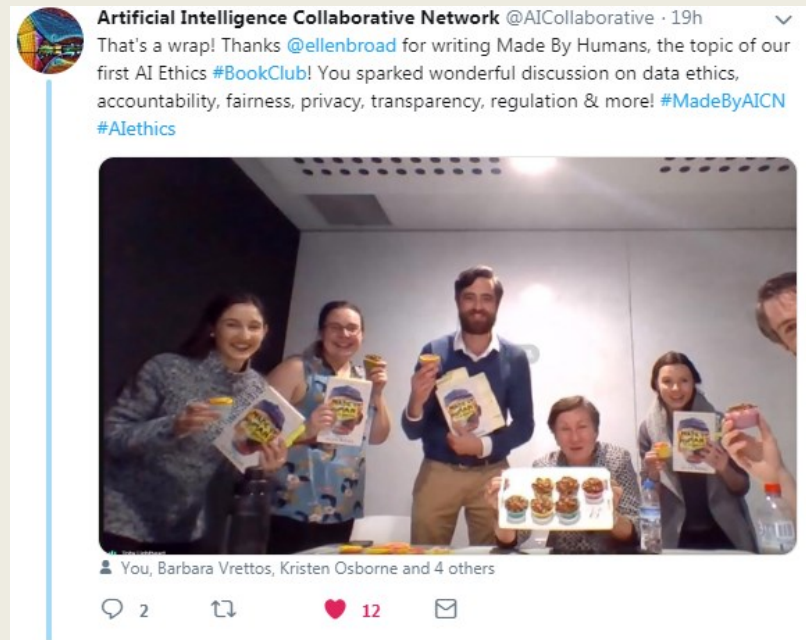 Artificial Intelligence Collaborative Network @AICollaborative · 19h
That's a wrap! Thanks @ellenbroad for writing Made By Humans, the topic of our
first AI Ethics #BookClub! You sparked wonderful discussion on data ethics,
accountability, fairness, privacy, transparency, regulation & more! #MadeByAICN
#AIethics
You, Barbara Vrettos, Kristen Osborne and 4 others
2
12